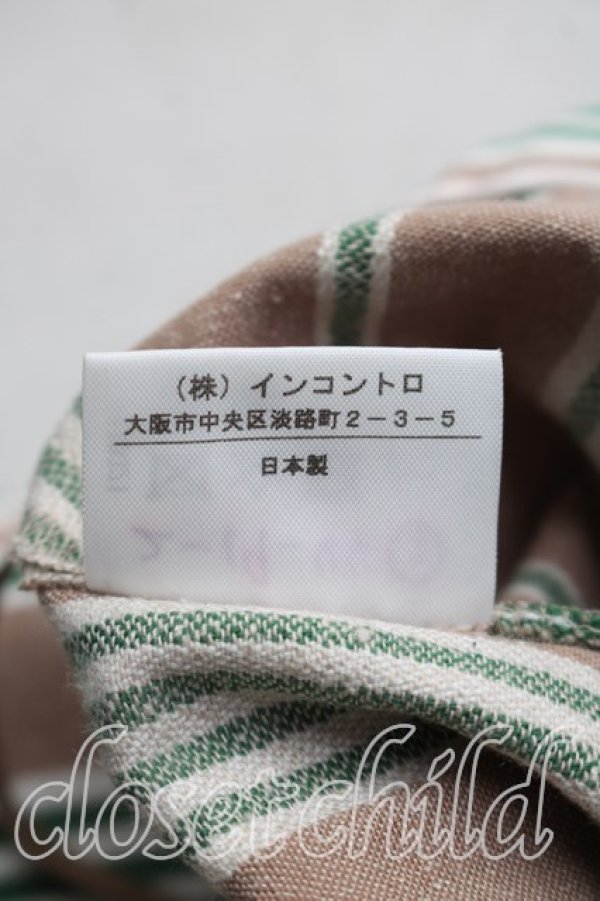 （株）インコントロ
大阪市中央区淡路町2－3－5
日本製
closetchild